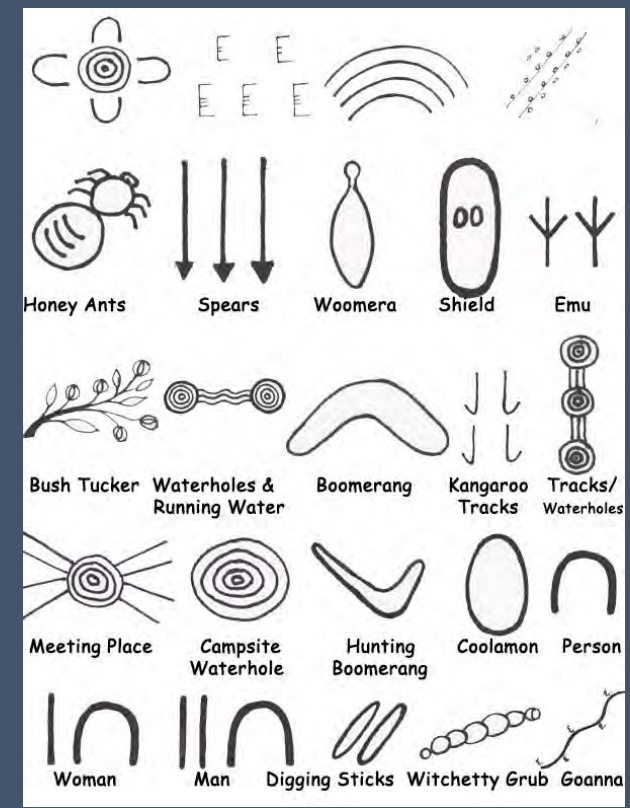 Honey Ants Spears Woomera Shield Emu
Bush Tucker Waterholes & Boomerang Kangaroo Tracks/
Running Water Tracks Waterholes
Meeting Place Campsite Hunting Coolamon Person
Waterhole Boomerang
Woman Man Digging Sticks Witchetty Grub Goanna